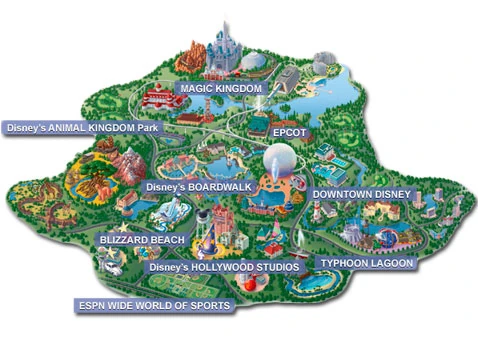 MAGIC KINGDOM
Disney's ANIMAL KINGDOM Park
EPCOT
Disney's BOARDWALK
DOWNTOWN DISNEY
BLIZZARD BEACH
TYPHOON LAGOON
Disney's HOLLYWOOD STUDIOS
ESPN WIDE WORLD OF SPORTS